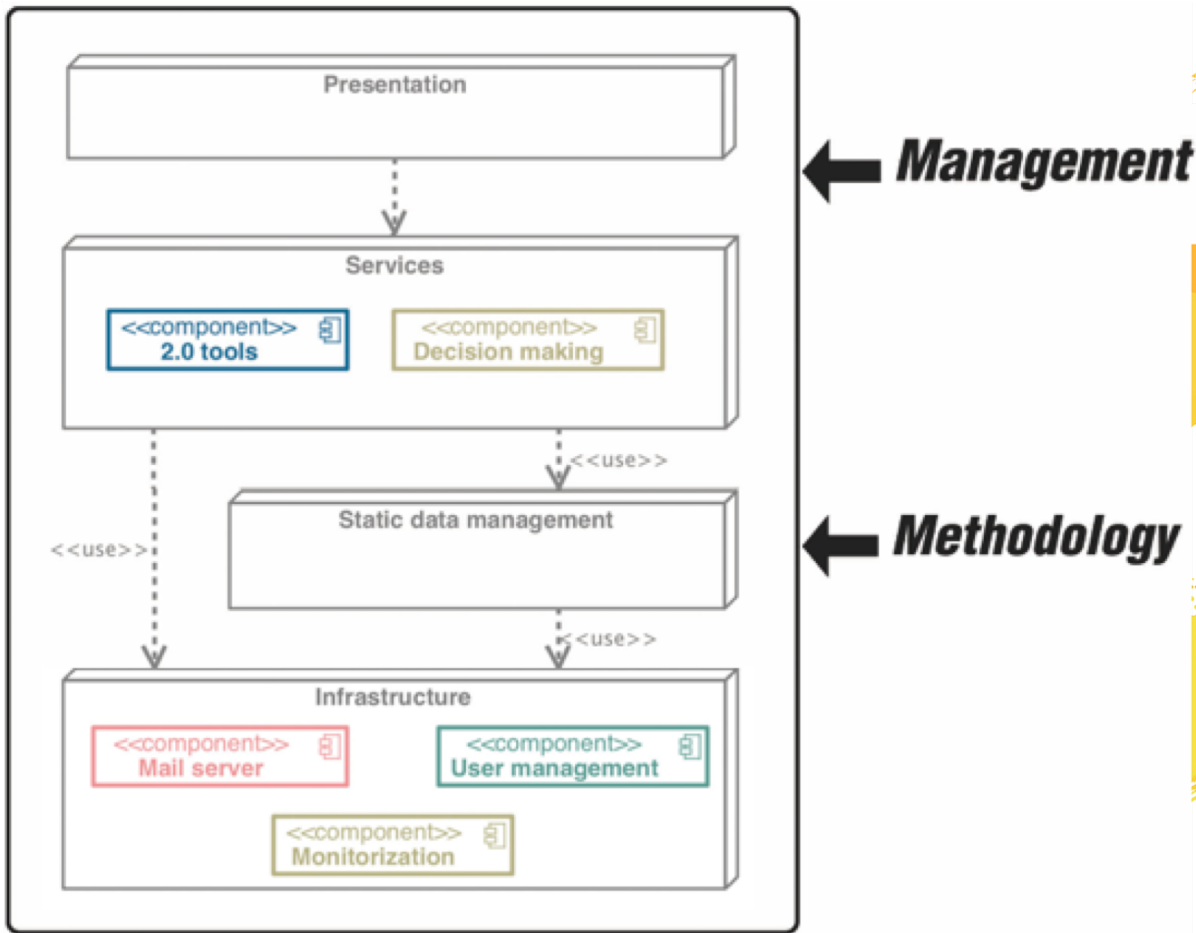 Presentation
Management
Services
<<component>>
2.0 tools
<<component>>
Decision making
<<use>>
Static data management
Methodology
<<use>>
<<use>>
Infrastructure
<<component>>
Mail server
<<component>>
User management
<<component>>
Monitorization